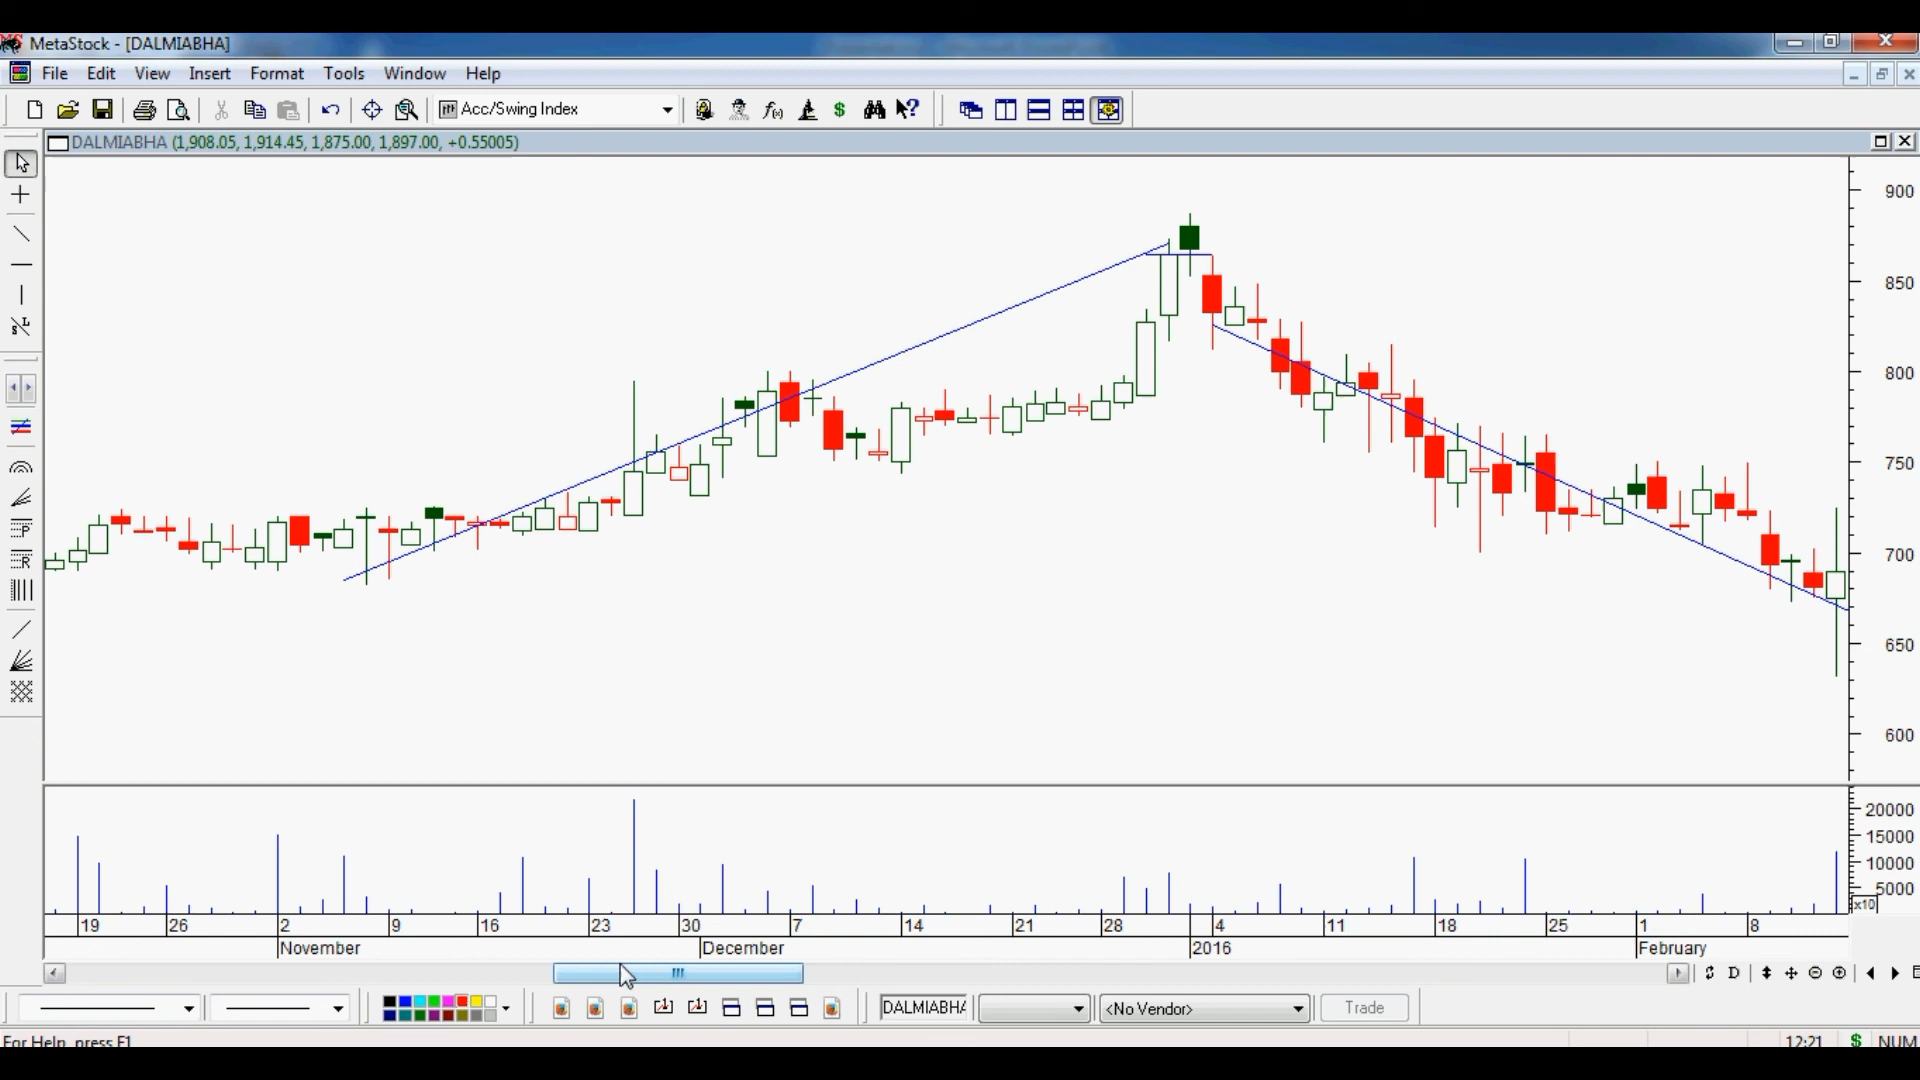 MetaStock - [DALMIABHA]
File Edit View Insert Format Tools Window Help
Acc/Swing Index
DALMIABHA (1,908.05, 1,914.45, 1,875.00, 1,897.00, +0.55005)
900
850
800
750
700
650
600
20000
15000
10000
5000
x10
19 26 2 9 16 23 30 7 14 21 28 4 11 18 25 1 8
November December 2016 February
D
DALMIABHA <No Vendor> Trade
For Help, press F1 12:21 $ NUM